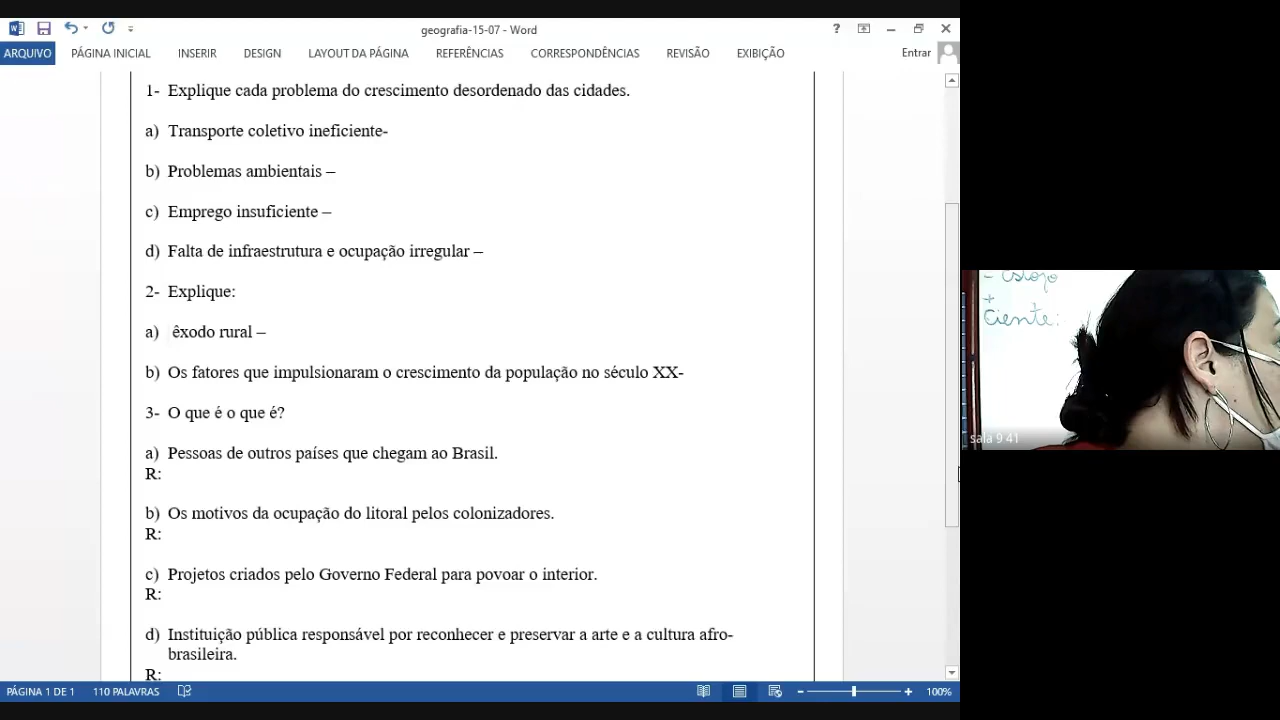 geografia-15-07 - Word
ARQUIVO PÁGINA INICIAL INSERIR DESIGN LAYOUT DA PÁGINA REFERÊNCIAS CORRESPONDÊNCIAS REVISÃO EXIBIÇÃO Entrar
1- Explique cada problema do crescimento desordenado das cidades.
a) Transporte coletivo ineficiente-
b) Problemas ambientais –
c) Emprego insuficiente –
d) Falta de infraestrutura e ocupação irregular –
2- Explique:
a) êxodo rural –
b) Os fatores que impulsionaram o crescimento da população no século XX-
3- O que é o que é?
a) Pessoas de outros países que chegam ao Brasil.
R:
b) Os motivos da ocupação do litoral pelos colonizadores.
R:
c) Projetos criados pelo Governo Federal para povoar o interior.
R:
d) Instituição pública responsável por reconhecer e preservar a arte e a cultura afro-
brasileira.
R:
PÁGINA 1 DE 1 110 PALAVRAS 100%
- Estojo
Ciente:
sala 9 41